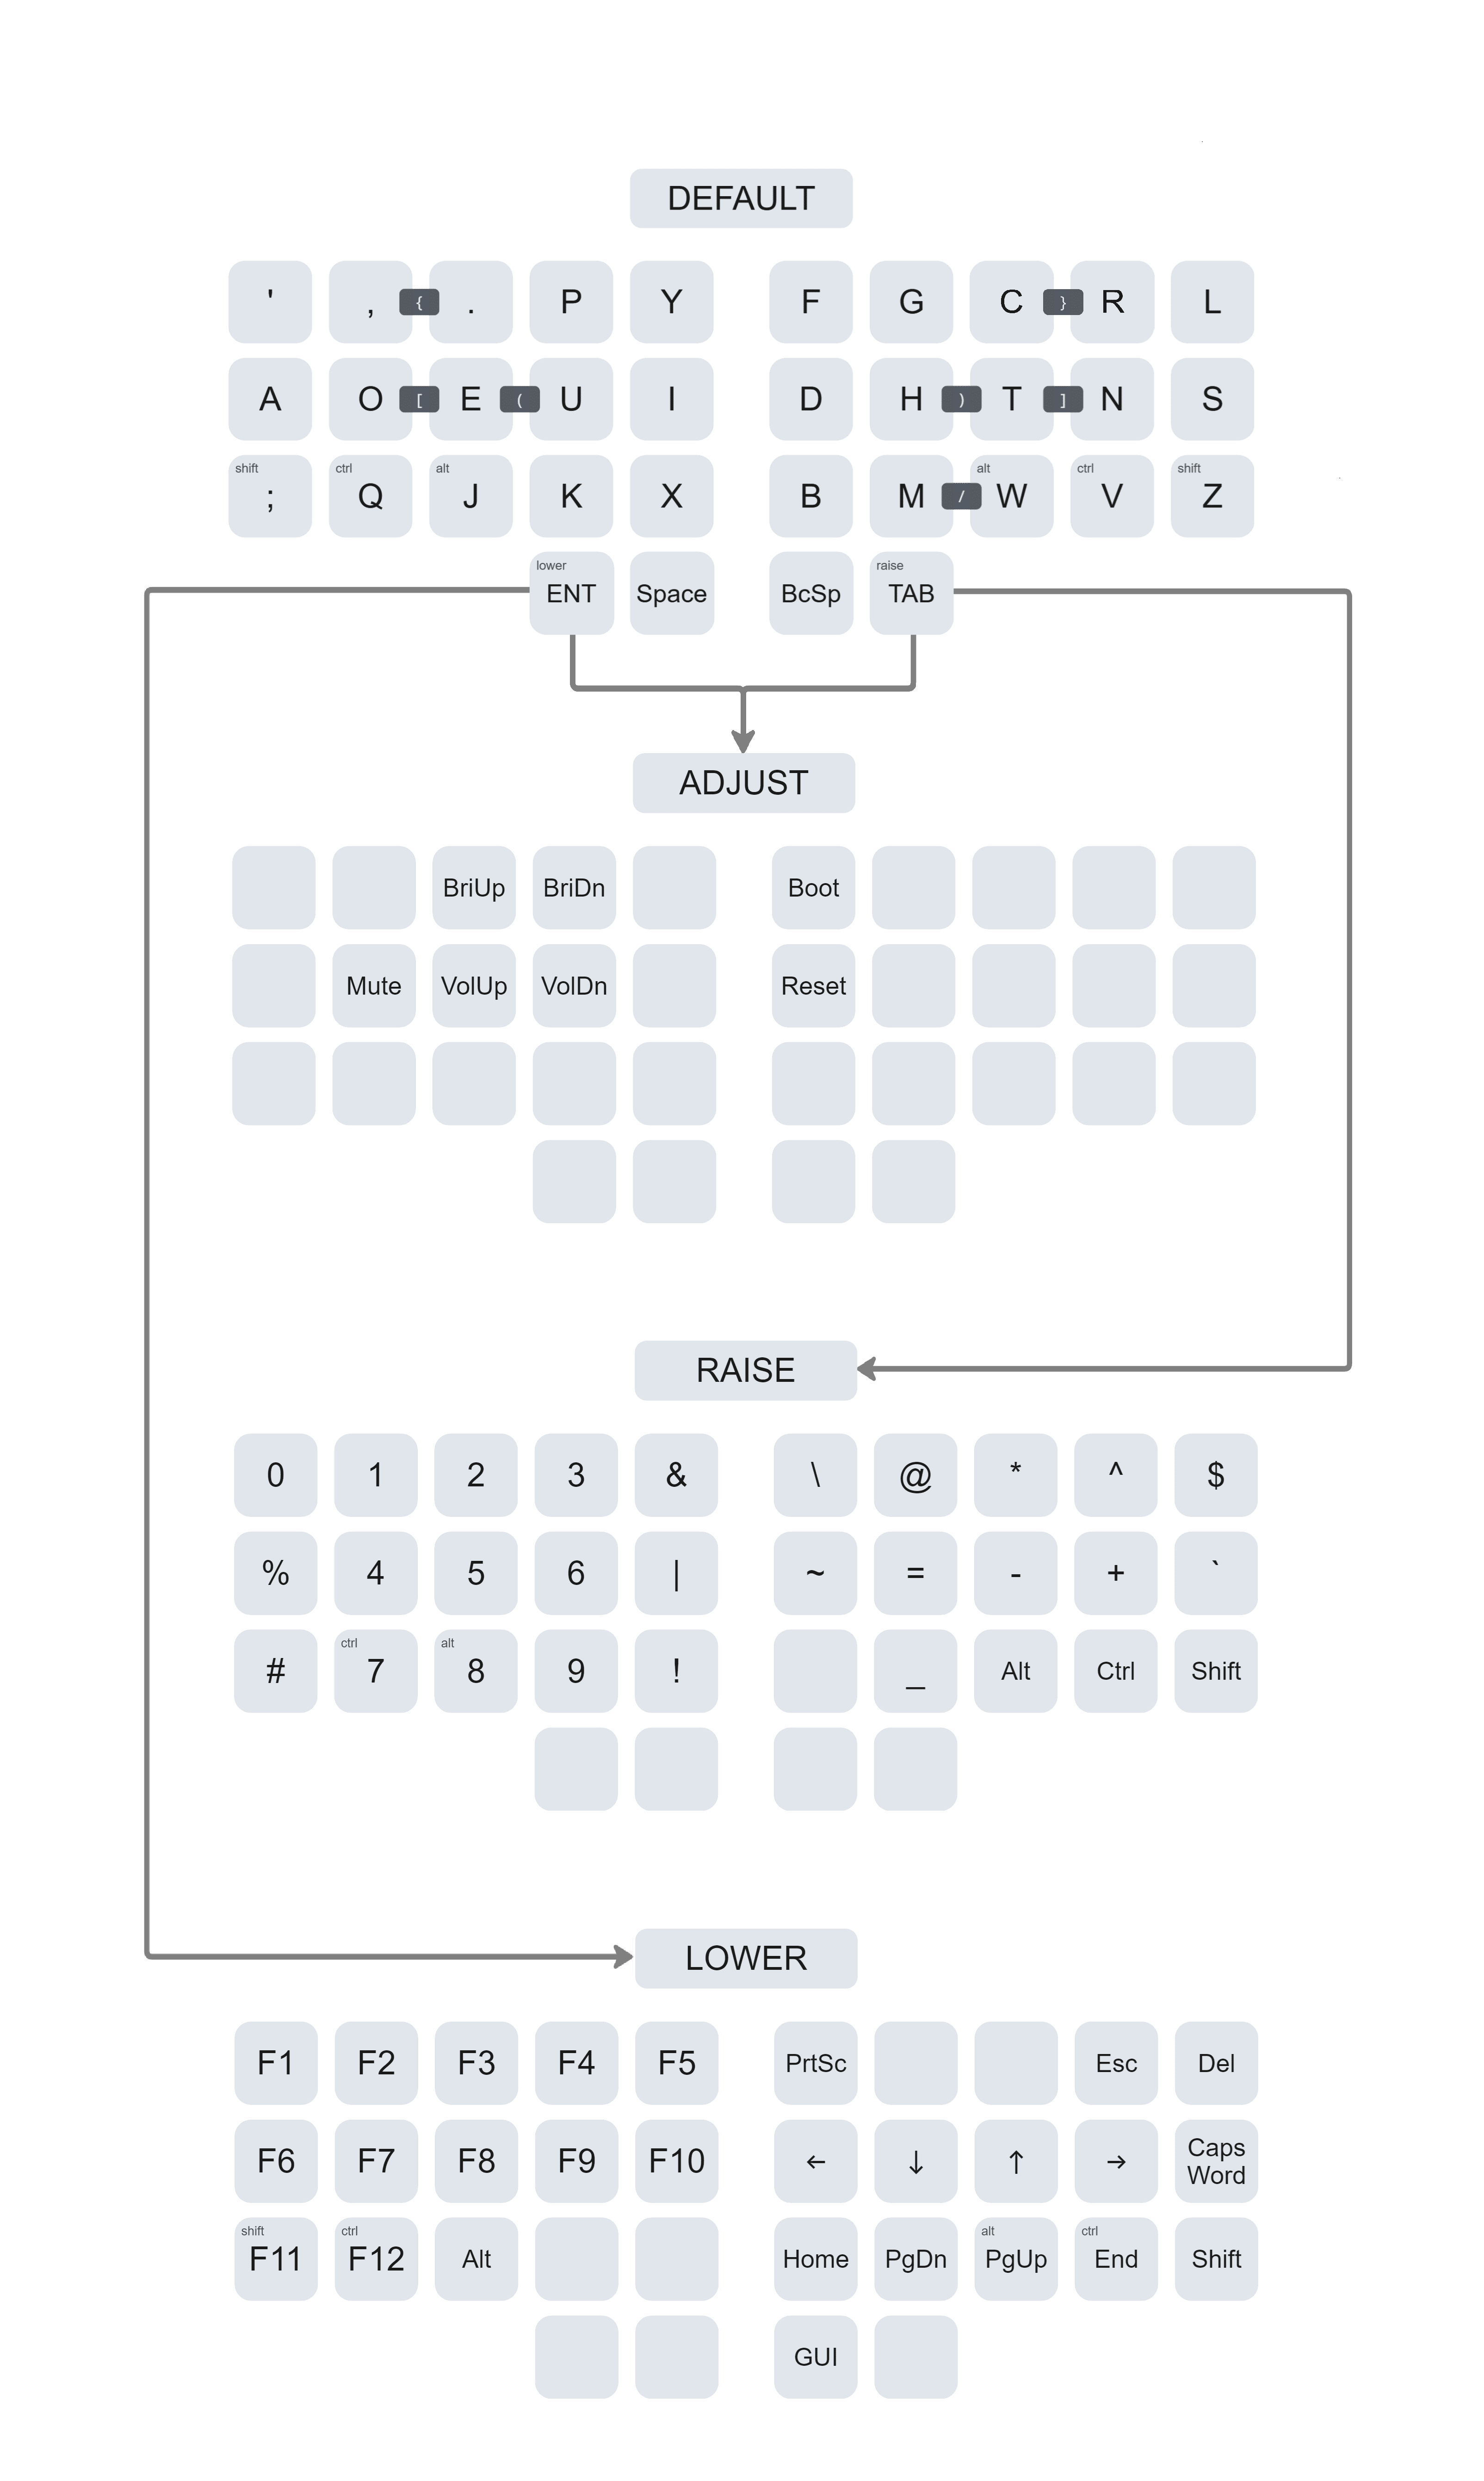 DEFAULT
' , { . P Y F G C } R L
A O [ E ( U I D H ) T ] N S
shift ctrl alt alt ctrl shift
; Q J K X B M / W V Z
lower raise
ENT Space BcSp TAB
ADJUST
BriUp BriDn Boot
Mute VolUp VolDn Reset
RAISE
0 1 2 3 & \ @ * ^ $
% 4 5 6 | ~ = - + `
ctrl alt
# 7 8 9 ! _ Alt Ctrl Shift
LOWER
F1 F2 F3 F4 F5 PrtSc Esc Del
F6 F7 F8 F9 F10 ← ↓ ↑ → Caps
Word
shift ctrl alt ctrl
F11 F12 Alt Home PgDn PgUp End Shift
GUI